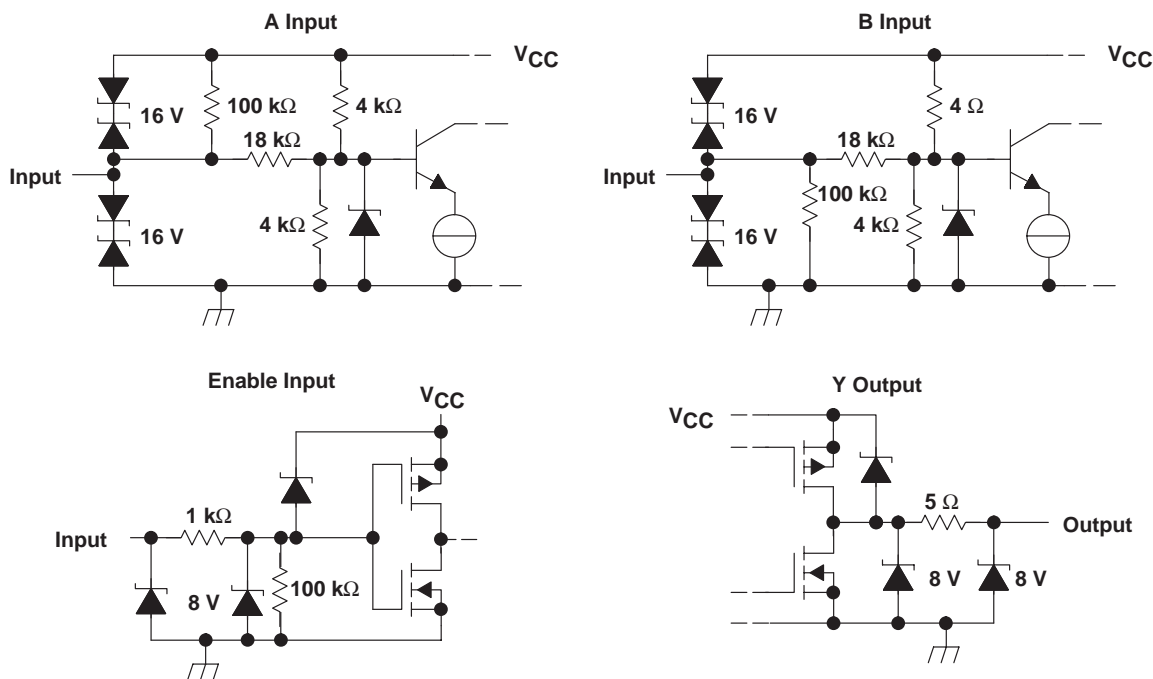 A Input
VCC
16 V
100 kΩ
4 kΩ
18 kΩ
Input
4 kΩ
16 V
B Input
VCC
16 V
4 Ω
18 kΩ
Input
100 kΩ
4 kΩ
16 V
Enable Input
VCC
1 kΩ
Input
8 V
100 kΩ
Y Output
VCC
5 Ω
Output
8 V
8 V